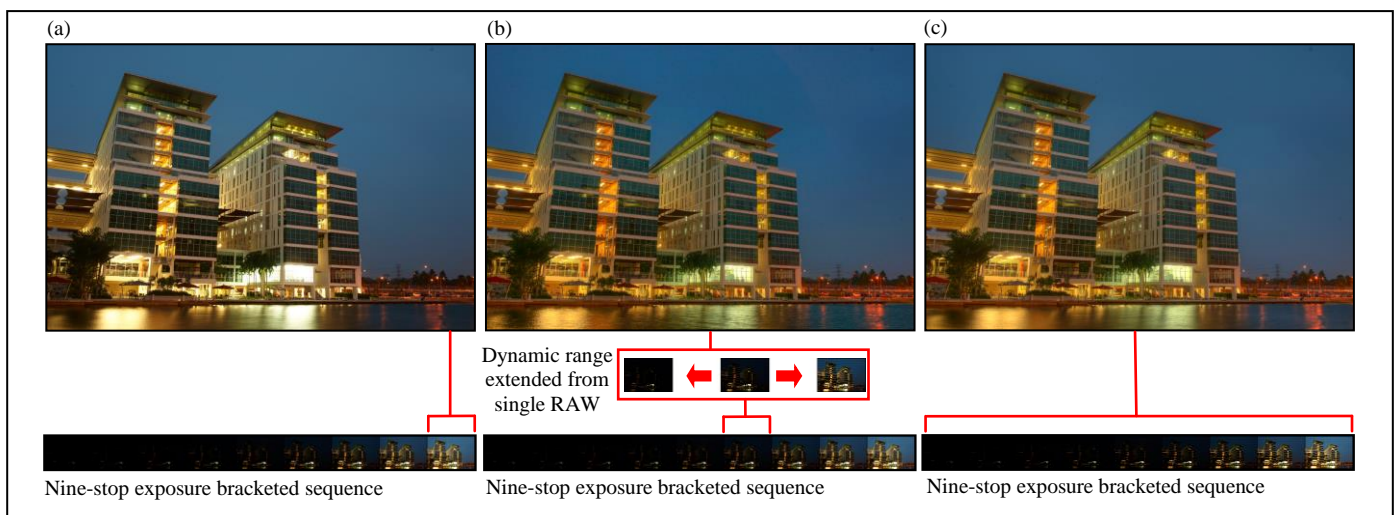 (a)
(b)
(c)
Dynamic range
extended from
single RAW
Nine-stop exposure bracketed sequence
Nine-stop exposure bracketed sequence
Nine-stop exposure bracketed sequence